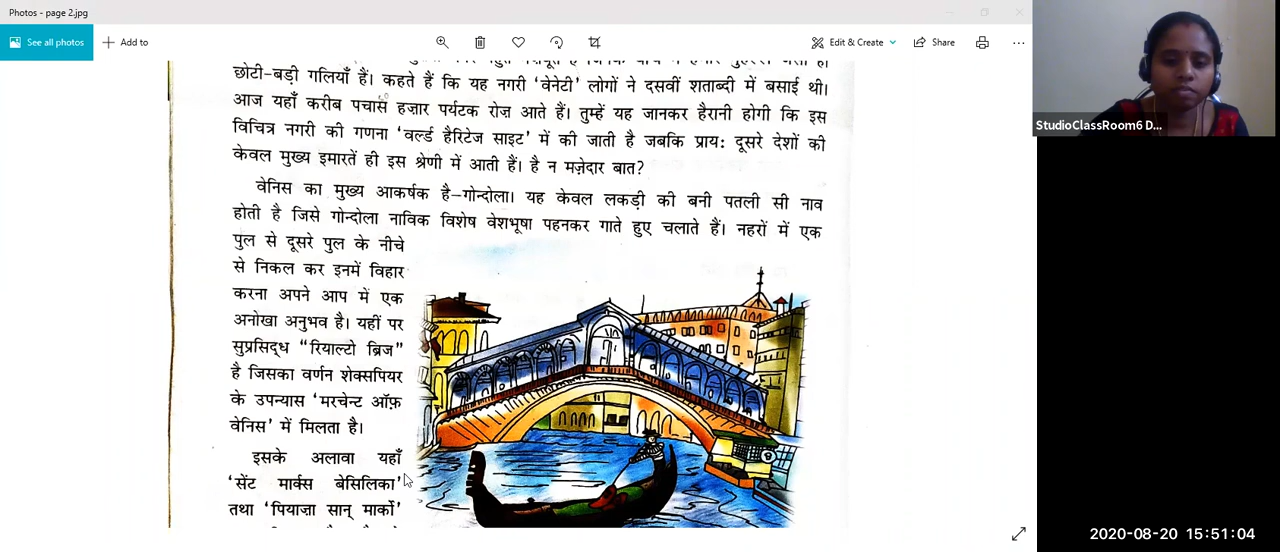 Photos - page 2.jpg
See all photos
Add to
Edit & Create
Share
छोटी-बड़ी गलियाँ हैं। कहते हैं कि यह नगरी ‘वेनेटी’ लोगों ने दसवीं शताब्दी में बसाई थी।
आज यहाँ करीब पचास हज़ार पर्यटक रोज़ आते हैं। तुम्हें यह जानकर हैरानी होगी कि इस
विचित्र नगरी की गणना ‘वर्ल्ड हैरिटेज साइट’ में की जाती है जबकि प्राय: दूसरे देशों की
केवल मुख्य इमारतें ही इस श्रेणी में आती हैं। है न मज़ेदार बात?
वेनिस का मुख्य आकर्षक है-गोन्दोला। यह केवल लकड़ी की बनी पतली सी नाव
होती है जिसे गोन्दोला नाविक विशेष वेशभूषा पहनकर गाते हुए चलाते हैं। नहरों में एक
पुल से दूसरे पुल के नीचे
से निकल कर इनमें विहार
करना अपने आप में एक
अनोखा अनुभव है। यहीं पर
सुप्रसिद्ध “रियाल्टो ब्रिज”
है जिसका वर्णन शेक्सपियर
के उपन्यास ‘मरचेन्ट ऑफ़
वेनिस’ में मिलता है।
इसके अलावा यहाँ
‘सेंट मार्क्स बेसिलिका’
तथा ‘पियाज़ा सान् मार्को’
StudioClassRoom6 D...
2020-08-20 15:51:04